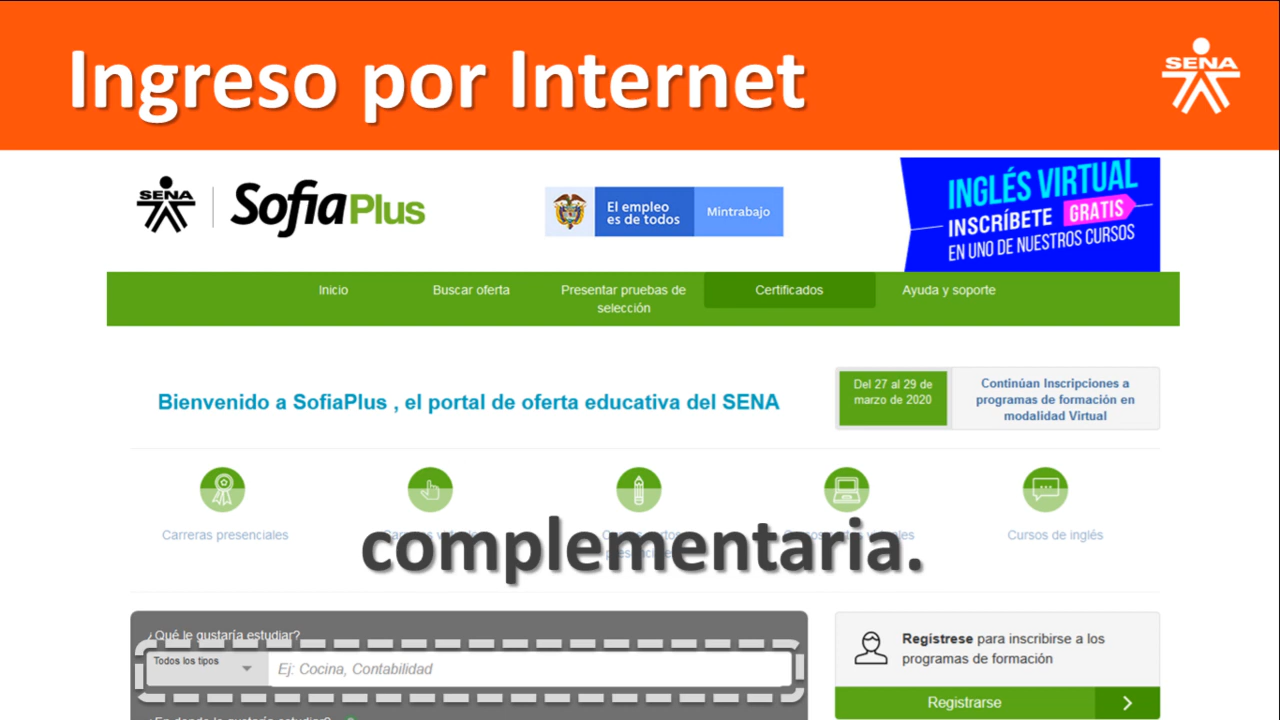 Ingreso por Internet
SENA
SENA
SofiaPlus
El empleo
es de todos
Mintrabajo
INGLÉS VIRTUAL
INSCRÍBETE GRATIS
EN UNO DE NUESTROS CURSOS
Inicio
Buscar oferta
Presentar pruebas de
selección
Certificados
Ayuda y soporte
Bienvenido a SofiaPlus , el portal de oferta educativa del SENA
Del 27 al 29 de
marzo de 2020
Continúan Inscripciones a
programas de formación en
modalidad Virtual
Carreras presenciales
Cursos de inglés
complementaria.
¿Qué le gustaría estudiar?
Todos los tipos
Ej: Cocina, Contabilidad
Regístrese para inscribirse a los
programas de formación
Registrarse